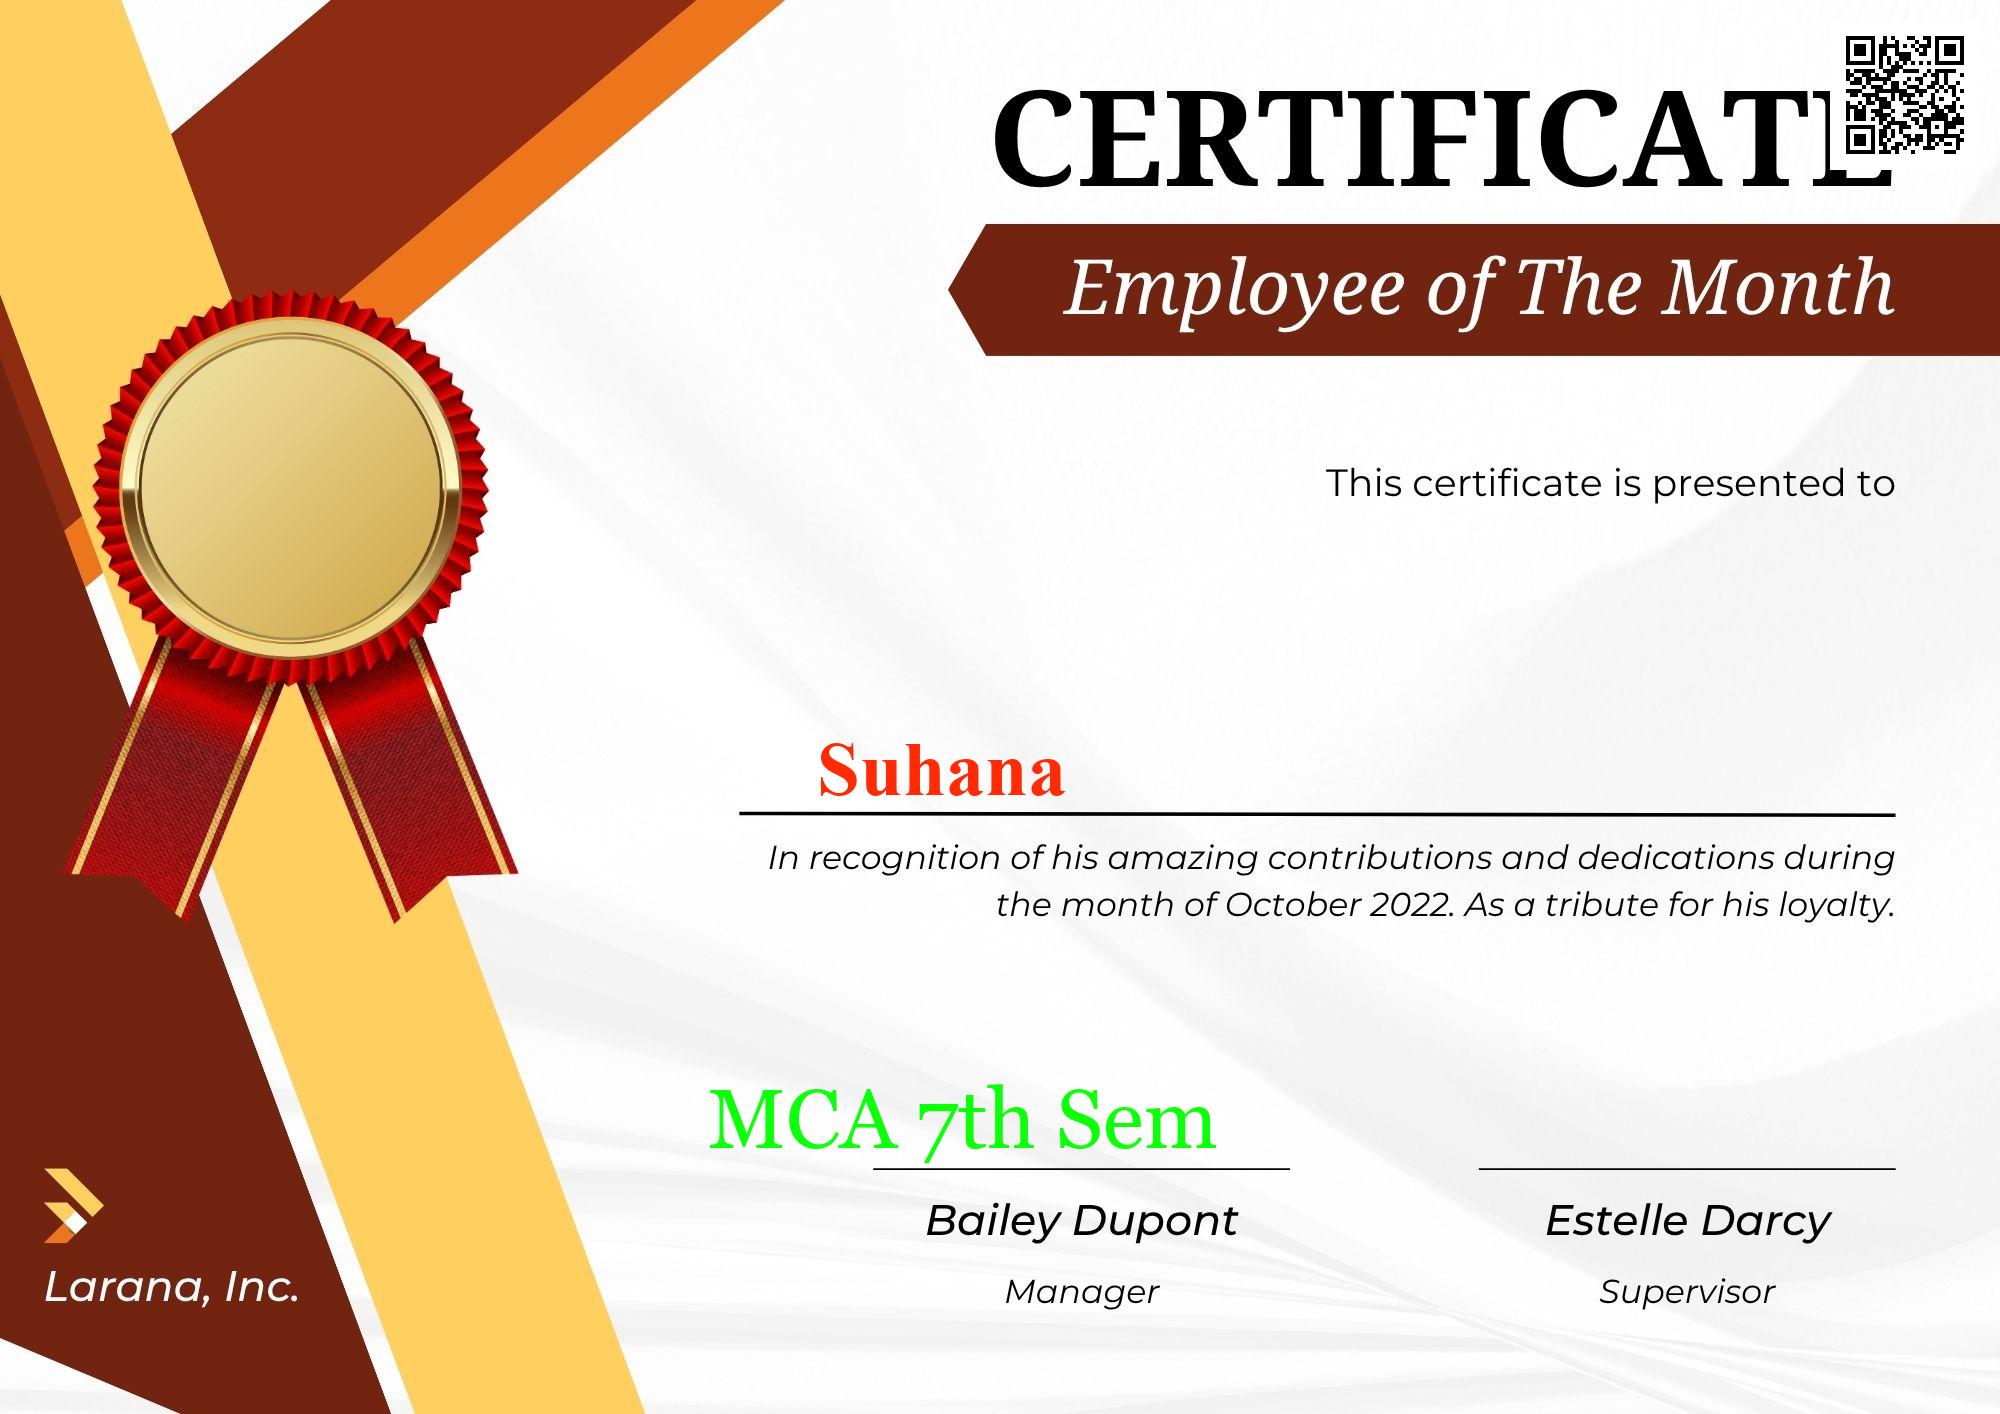 CERTIFICATE
Employee of The Month
This certificate is presented to
Suhana
In recognition of his amazing contributions and dedications during
the month of October 2022. As a tribute for his loyalty.
MCA 7th Sem
Bailey Dupont
Manager
Estelle Darcy
Supervisor
Larana, Inc.